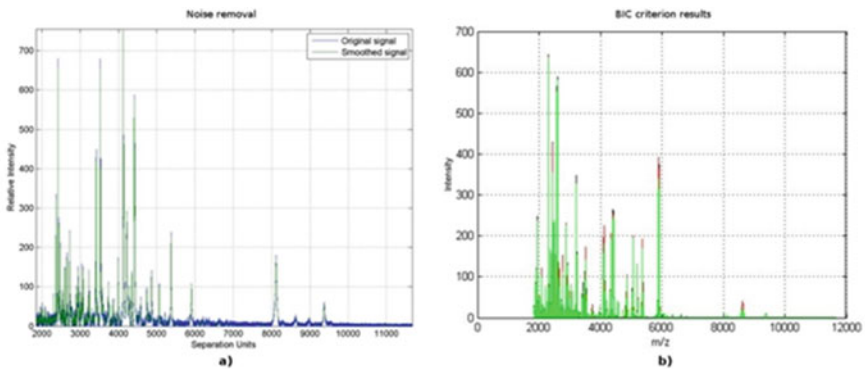 Noise removal
Original signal
Smoothed signal
Relative Intensity
700
600
500
400
300
200
100
0
2000 3000 4000 5000 6000 7000 8000 9000 10000 11000
Separation Units
a)
BIC criterion results
Intensity
700
600
500
400
300
200
100
0
0 2000 4000 6000 8000 10000 12000
m/z
b)